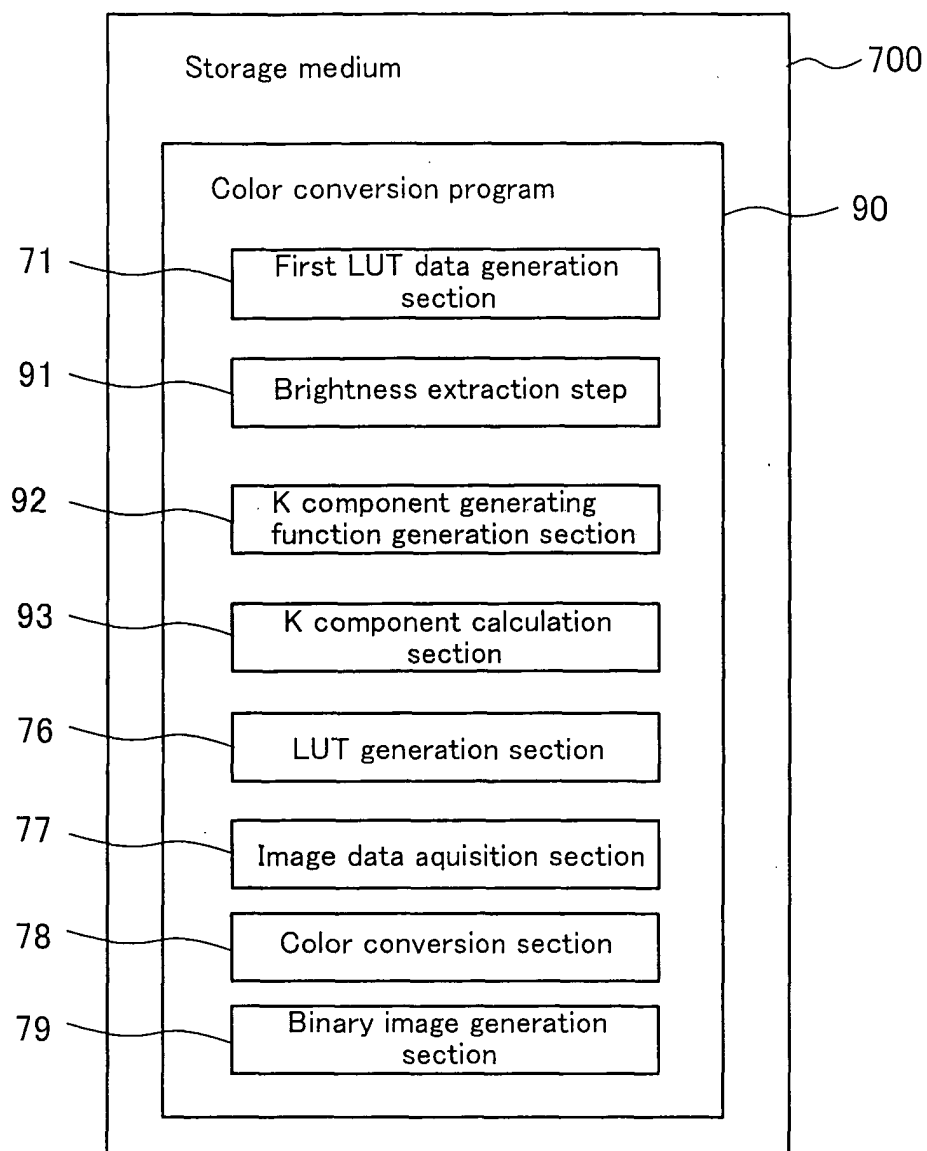 Storage medium
700
Color conversion program
90
71
First LUT data generation
section
91
Brightness extraction step
92
K component generating
function generation section
93
K component calculation
section
76
LUT generation section
77
Image data aquisition section
78
Color conversion section
79
Binary image generation
section